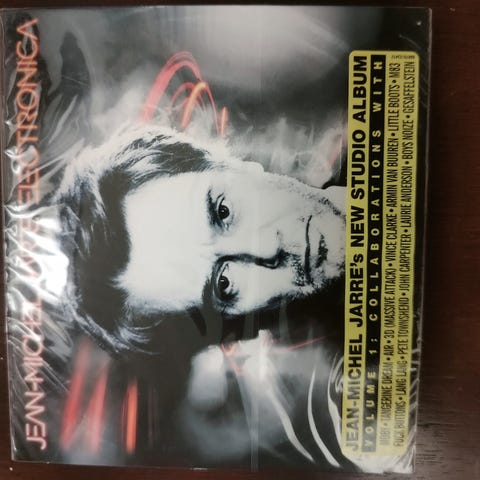 JEAN-MICHEL JARRE ELECTRONICA
JEAN-MICHEL JARRE's NEW STUDIO ALBUM
VOLUME 1: COLLABORATIONS WITH
MOBY • TANGERINE DREAM • AIR • 3D (MASSIVE ATTACK) • VINCE CLARKE • ARMIN VAN BUUREN • LITTLE BOOTS • M83
FUCK BUTTONS • LANG LANG • PETE TOWNSHEND • JOHN CARPENTER • LAURIE ANDERSON • BOYS NOIZE • GESAFFELSTEIN